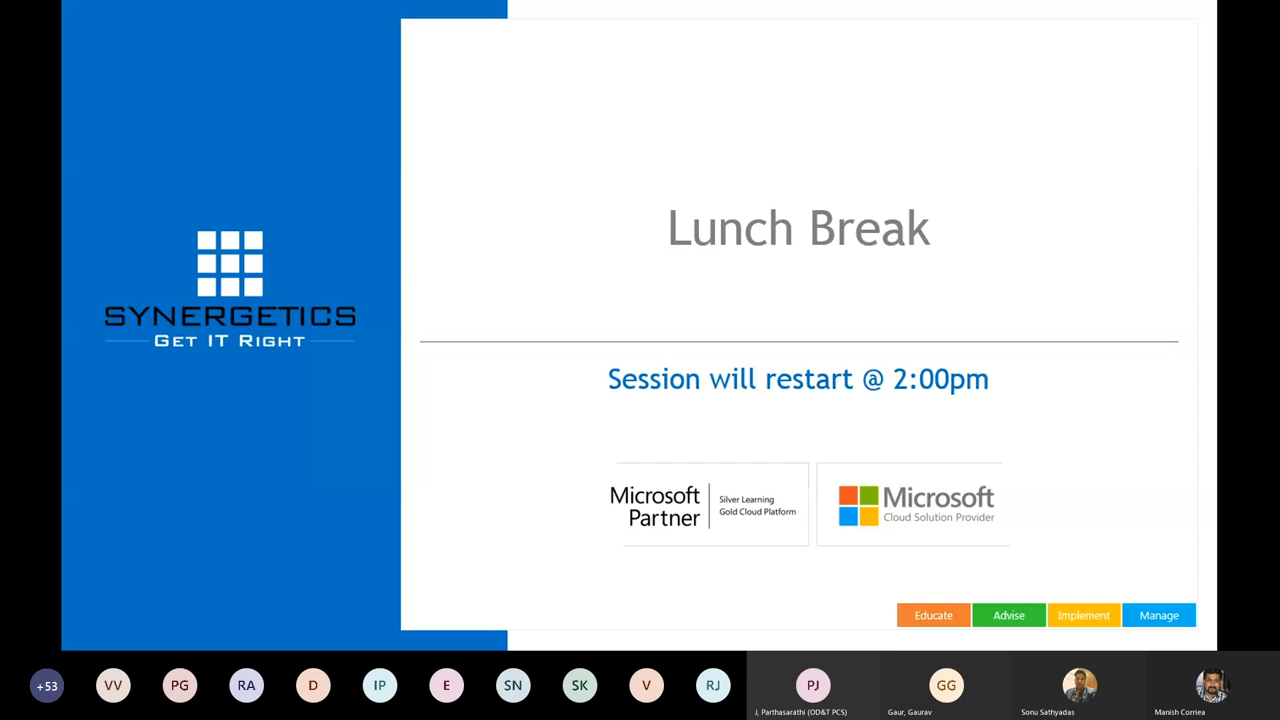 Lunch Break
SYNERGETICS
GET IT RIGHT
Session will restart @ 2:00pm
Microsoft
Partner
Silver Learning
Gold Cloud Platform
Microsoft
Cloud Solution Provider
Educate
Advise
Implement
Manage
+53
VV
PG
RA
D
IP
E
SN
SK
V
RJ
PJ
GG
J, Parthasarathi (OD&T PCS)
Gaur, Gaurav
Sonu Sathyadas
Manish Corriea